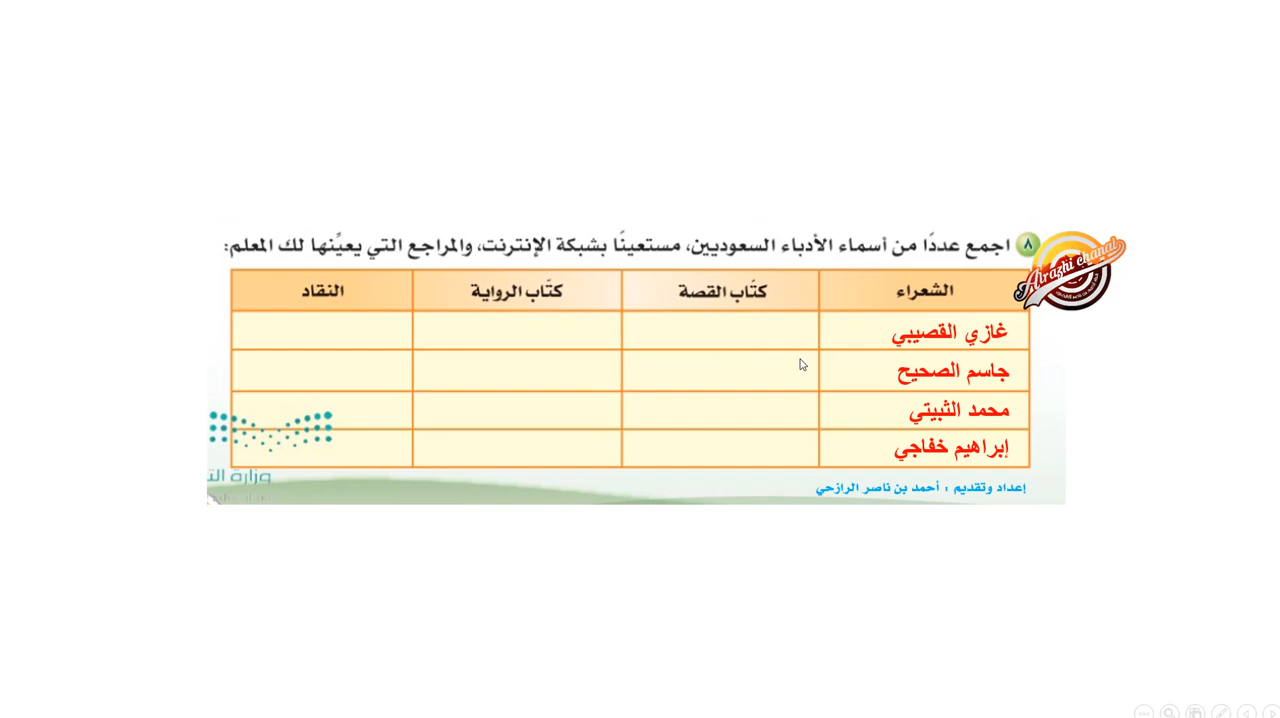 ٨ اجمع عددًا من أسماء الأدباء السعوديين، مستعينًا بشبكة الإنترنت، والمراجع التي يعيِّنها لك المعلم:
الشعراء كتّاب القصة كتّاب الرواية النقاد
غازي القصيبي
جاسم الصحيح
محمد الثبيتي
إبراهيم خفاجي
وزارة الت
إعداد وتقديم : أحمد بن ناصر الرازحي
Alrazhi chanal